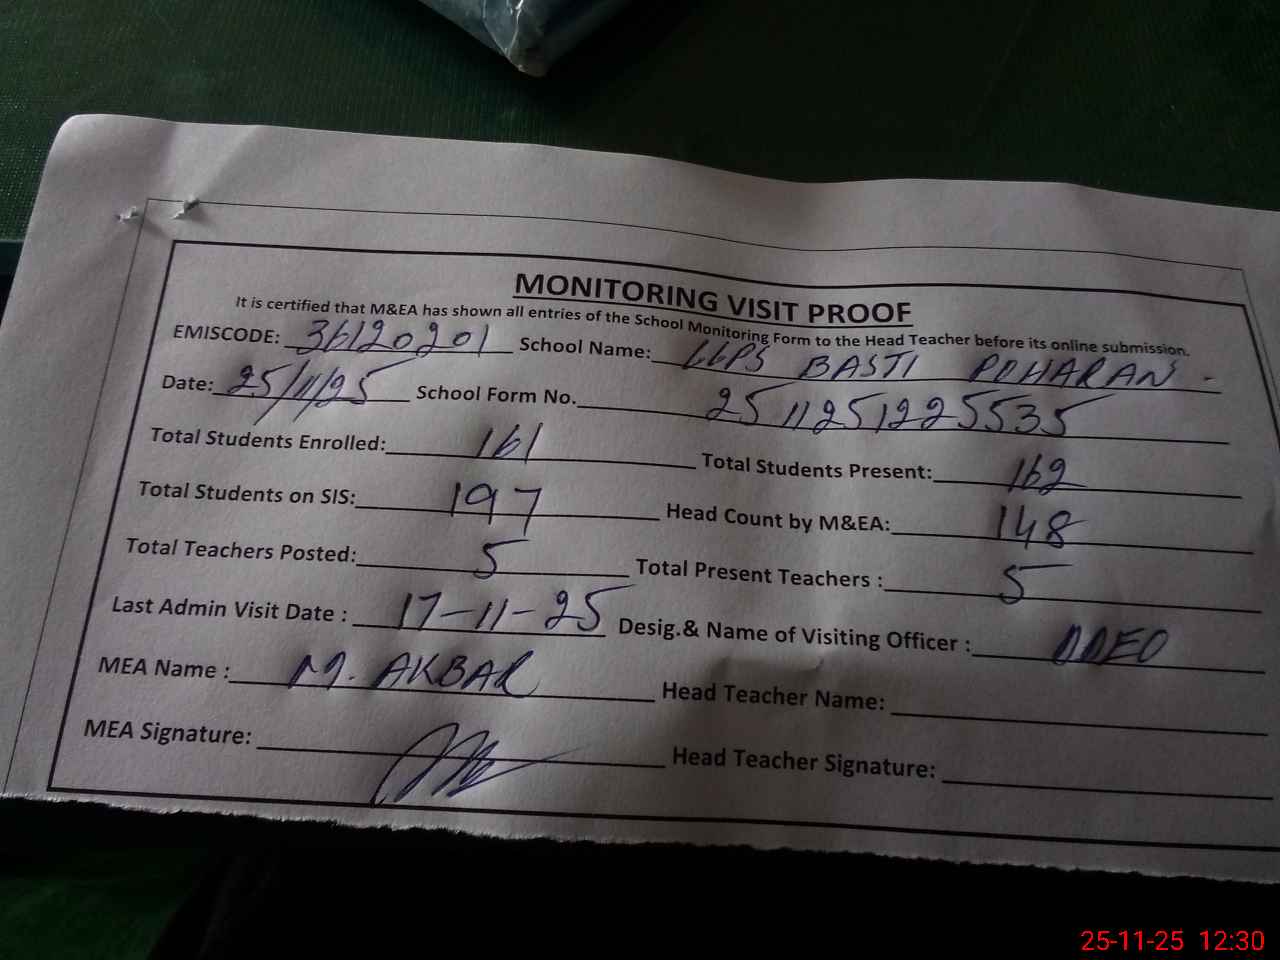 MONITORING VISIT PROOF
It is certified that M&EA has shown all entries of the School Monitoring Form to the Head Teacher before its online submission.
EMISCODE: 36120201 School Name: GGPS BASTI POHARAN
Date: 25/11/25 School Form No. 2511251225535
Total Students Enrolled: 161 Total Students Present: 162
Total Students on SIS: 197 Head Count by M&EA: 148
Total Teachers Posted: 5 Total Present Teachers : 5
Last Admin Visit Date : 17-11-25 Desig.& Name of Visiting Officer : DDEO
MEA Name : M. AKBAR Head Teacher Name:
MEA Signature: Head Teacher Signature:
25-11-25 12:30